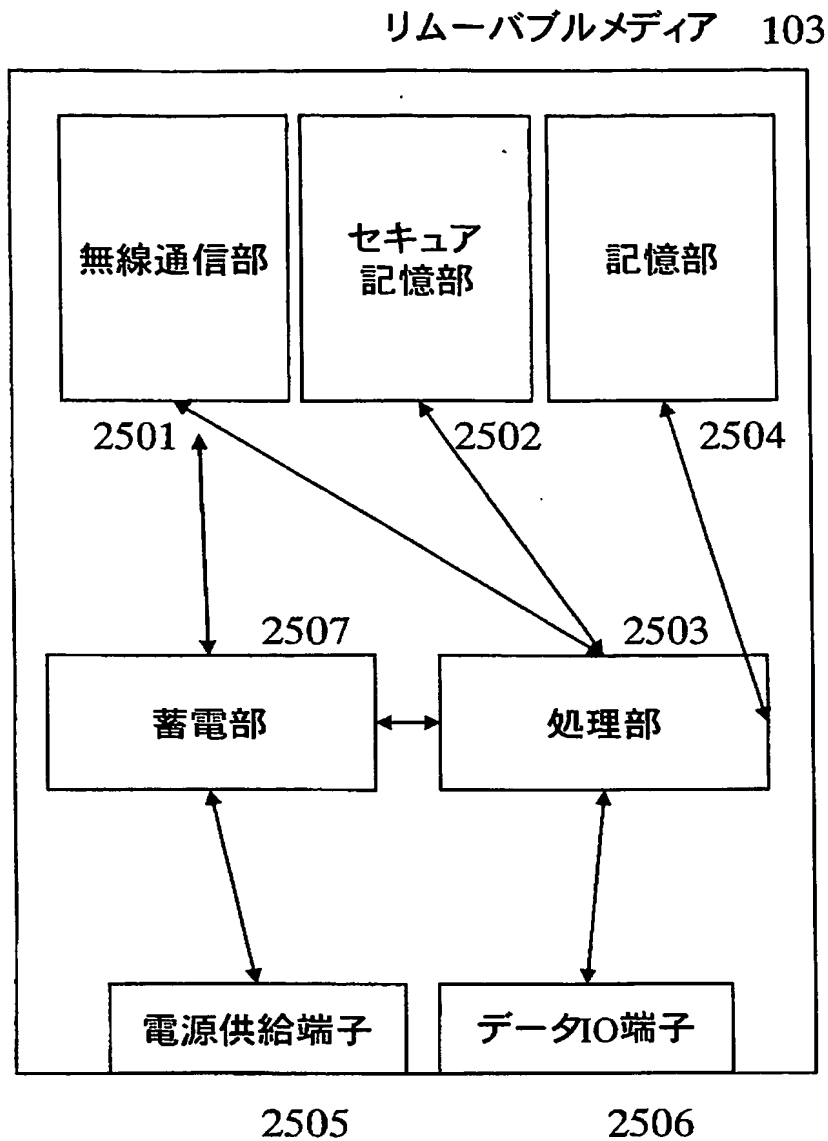 リムーバブルメディア 103
無線通信部
セキュア
記憶部
記憶部
2501
2502
2504
2507
2503
蓄電部
処理部
電源供給端子
データIO端子
2505
2506